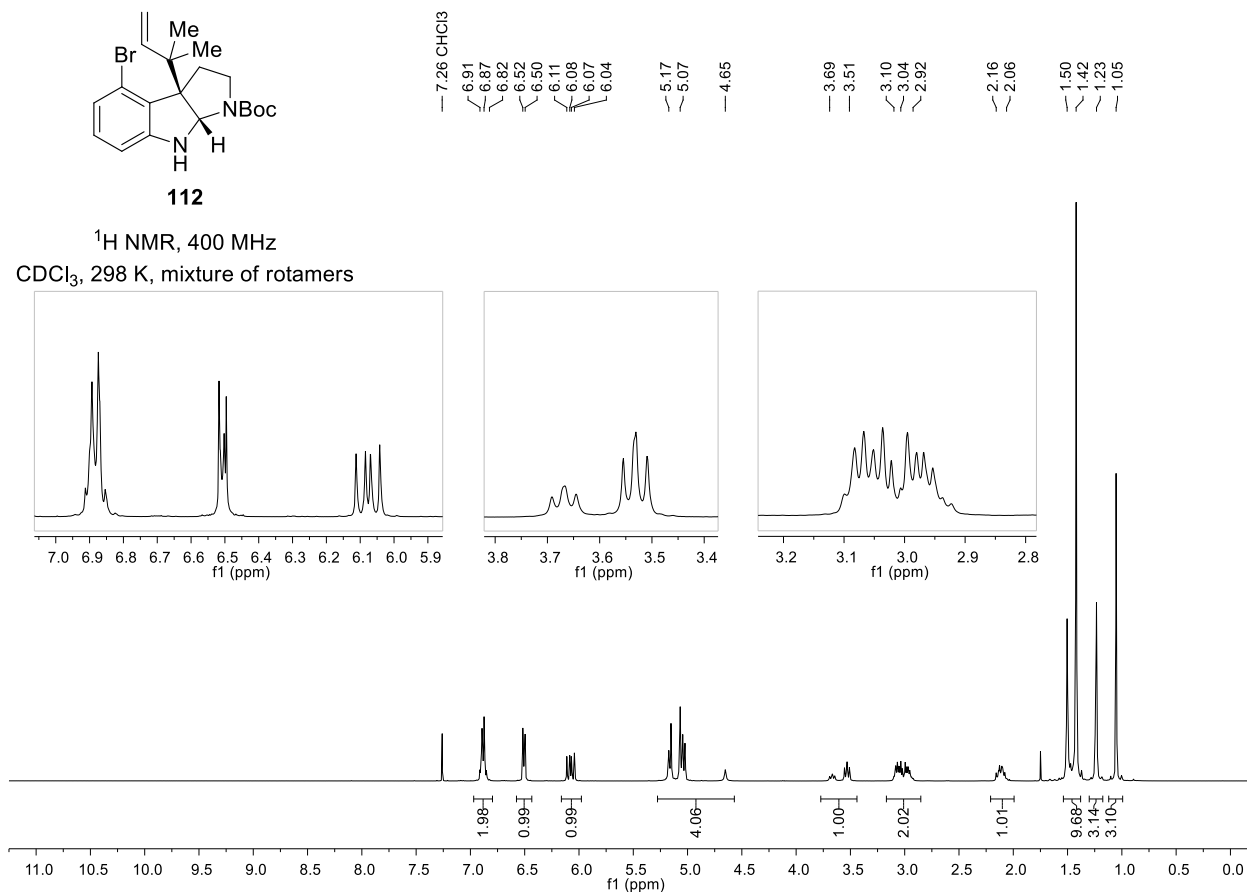 Br
Me
Me
NBoc
N
H
H
112
¹H NMR, 400 MHz
CDCl₃, 298 K, mixture of rotamers
7.26 CHCl3
6.91
6.87
6.82
6.52
6.50
6.11
6.08
6.07
6.04
5.17
5.07
4.65
3.69
3.51
3.10
3.04
2.92
2.16
2.06
1.50
1.42
1.23
1.05
7.0 6.9 6.8 6.7 6.6 6.5 6.4 6.3 6.2 6.1 6.0 5.9
f1 (ppm)
3.8 3.7 3.6 3.5 3.4
f1 (ppm)
3.2 3.1 3.0 2.9 2.8
f1 (ppm)
1.98
0.99
0.99
4.06
1.00
2.02
1.01
9.68
3.14
3.10
11.0 10.5 10.0 9.5 9.0 8.5 8.0 7.5 7.0 6.5 6.0 5.5 5.0 4.5 4.0 3.5 3.0 2.5 2.0 1.5 1.0 0.5 0.0
f1 (ppm)